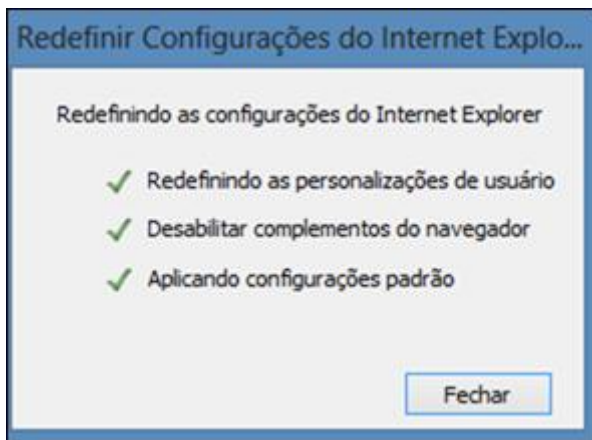 Redefinir Configurações do Internet Explo...
Redefinindo as configurações do Internet Explorer
Redefinindo as personalizações de usuário
Desabilitar complementos do navegador
Aplicando configurações padrão
Fechar